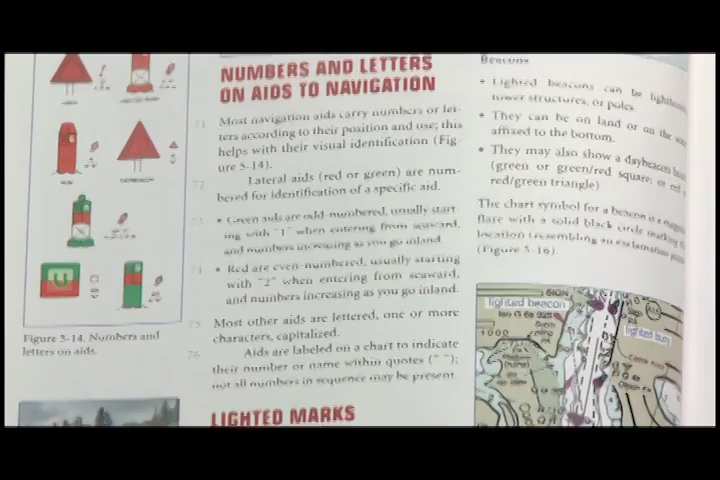 NUMBERS AND LETTERS
ON AIDS TO NAVIGATION
71 Most navigation aids carry numbers or let-
ters according to their position and use; this
helps with their visual identification (Fig-
ure 5-14).
72 Lateral aids (red or green) are num-
bered for identification of a specific aid.
73 • Green aids are odd-numbered, usually start-
ing with "1" when entering from seaward,
and numbers increasing as you go inland.
74 • Red are even-numbered, usually starting
with "2" when entering from seaward,
and numbers increasing as you go inland.
75 Most other aids are lettered, one or more
characters, capitalized.
76 Aids are labeled on a chart to indicate
their number or name within quotes (" ");
not all numbers in sequence may be present.
LIGHTED MARKS
Figure 5-14. Numbers and
letters on aids.
Beacons
• Lighted beacons can be
tower structures, or poles.
• They can be on land or on the
affixed to the bottom.
• They may also show a daybeacon
(green or green/red square; or red
red/green triangle)
The chart symbol for a beacon is a
flare with a solid black circle marking
location (resembling an exclamation
(Figure 5-16).
lighted beacon
lighted buoy
1000